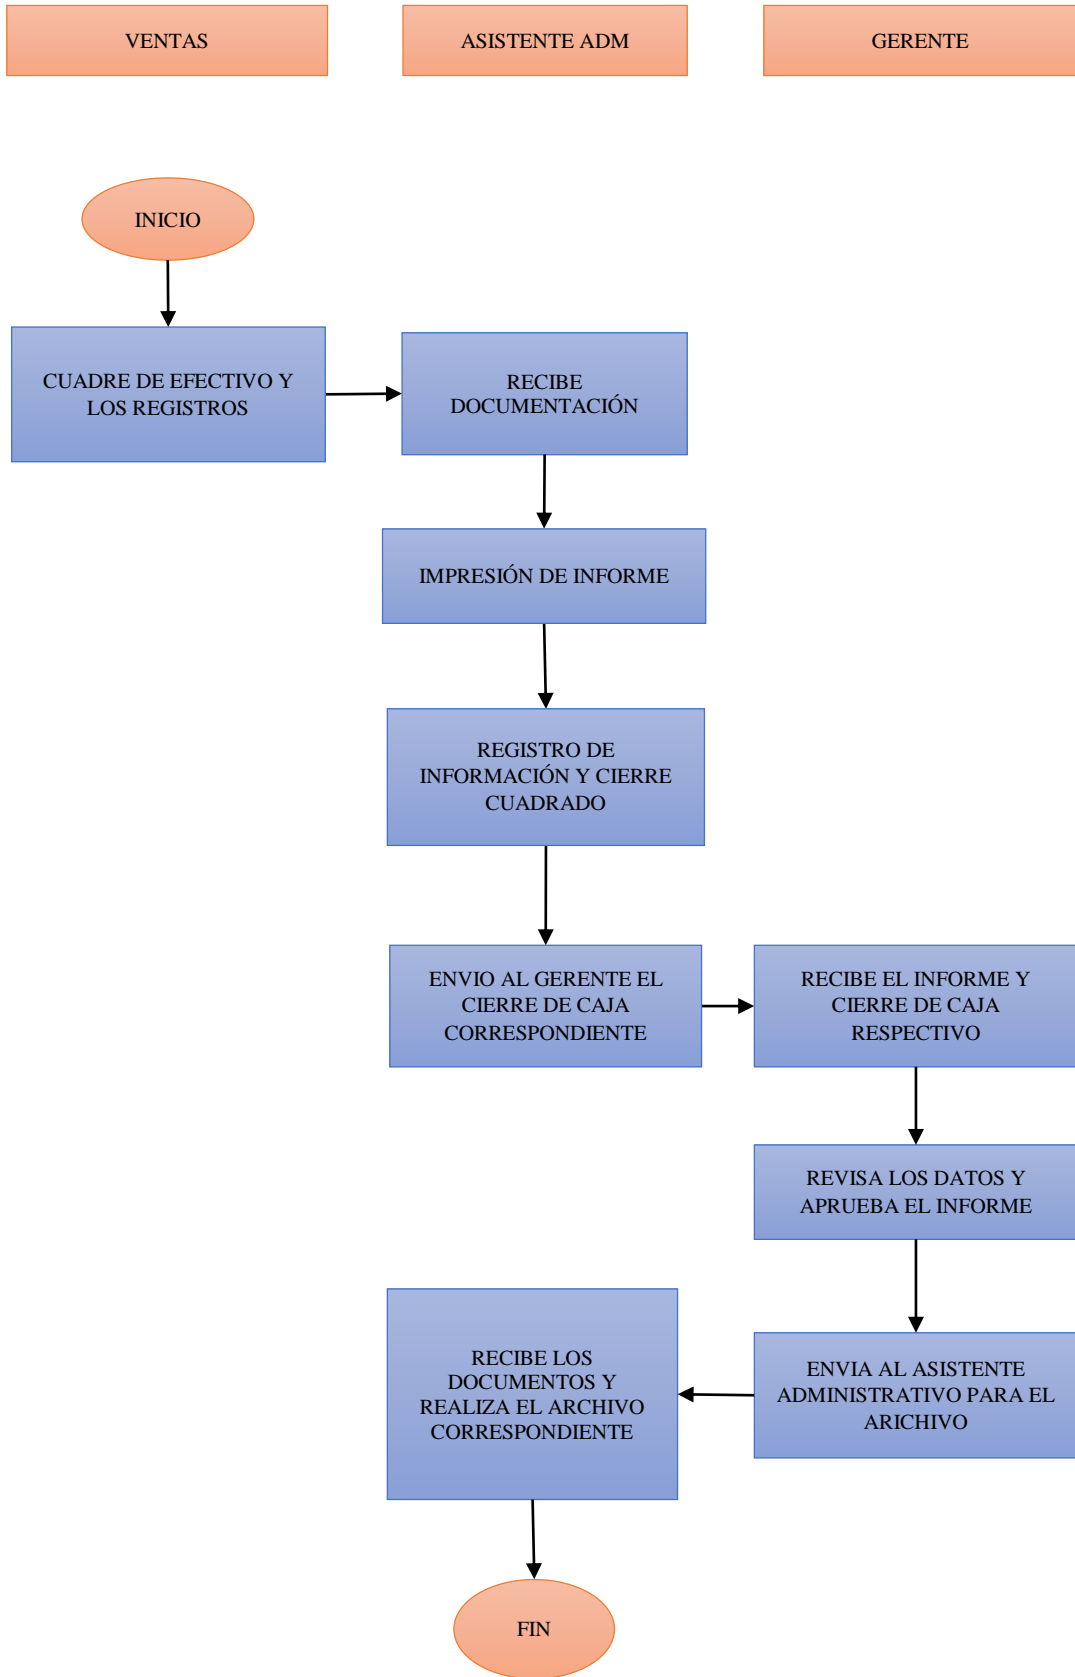 VENTAS
ASISTENTE ADM
GERENTE
INICIO
CUADRE DE EFECTIVO Y
LOS REGISTROS
RECIBE
DOCUMENTACIÓN
IMPRESIÓN DE INFORME
REGISTRO DE
INFORMACIÓN Y CIERRE
CUADRADO
ENVIO AL GERENTE EL
CIERRE DE CAJA
CORRESPONDIENTE
RECIBE EL INFORME Y
CIERRE DE CAJA
RESPECTIVO
REVISA LOS DATOS Y
APRUEBA EL INFORME
ENVIA AL ASISTENTE
ADMINISTRATIVO PARA EL
ARICHIVO
RECIBE LOS
DOCUMENTOS Y
REALIZA EL ARCHIVO
CORRESPONDIENTE
FIN